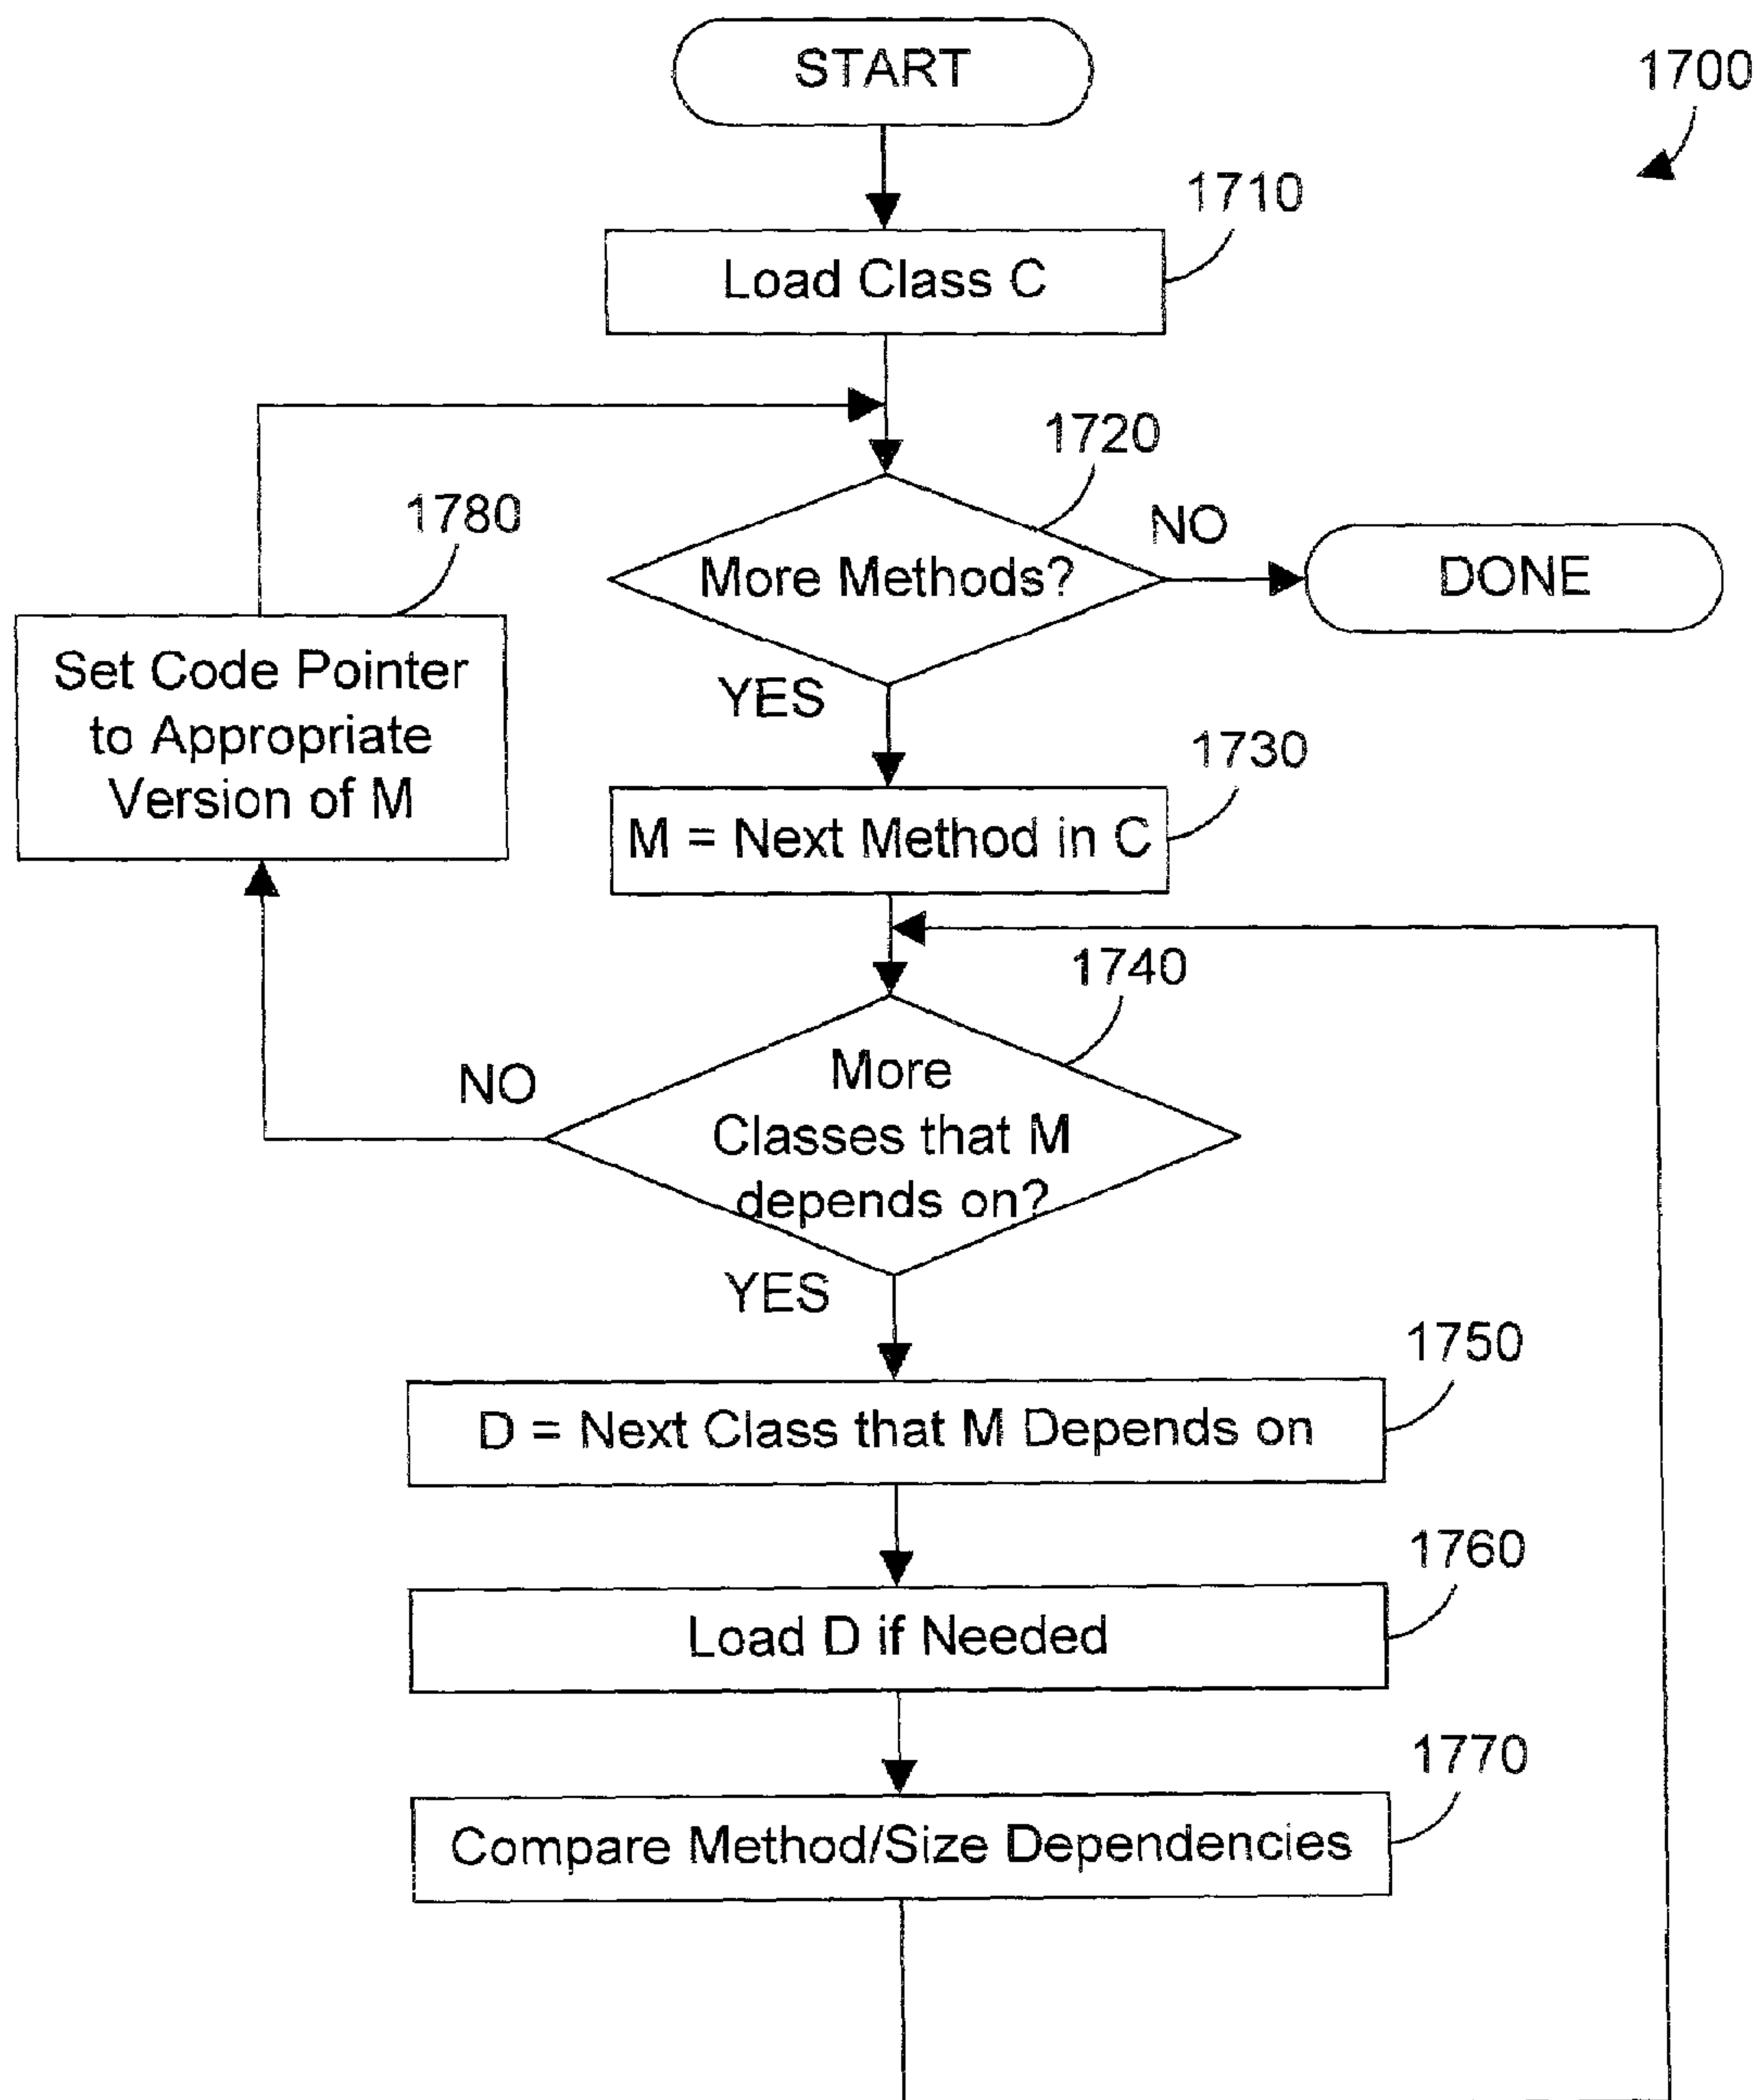 START
1700
1710
Load Class C
1720
1780
NO
More Methods?
DONE
Set Code Pointer
to Appropriate
Version of M
YES
1730
M = Next Method in C
1740
NO
More
Classes that M
depends on?
YES
1750
D = Next Class that M Depends on
1760
Load D if Needed
1770
Compare Method/Size Dependencies